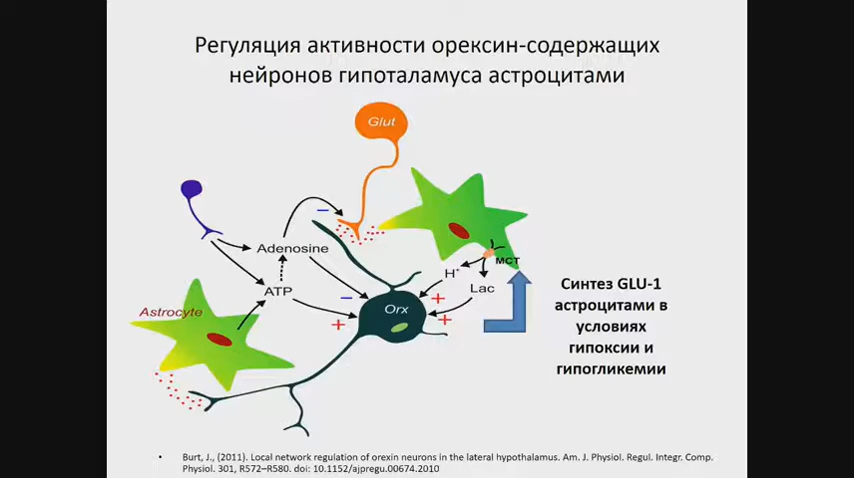 Регуляция активности орексин-содержащих
нейронов гипоталамуса астроцитами
Glut
Adenosine
ATP
Astrocyte
Orx
H+
Lac
MCT
Синтез GLU-1
астроцитами в
условиях
гипоксии и
гипогликемии
• Burt, J., (2011). Local network regulation of orexin neurons in the lateral hypothalamus. Am. J. Physiol. Regul. Integr. Comp.
Physiol. 301, R572–R580. doi: 10.1152/ajpregu.00674.2010